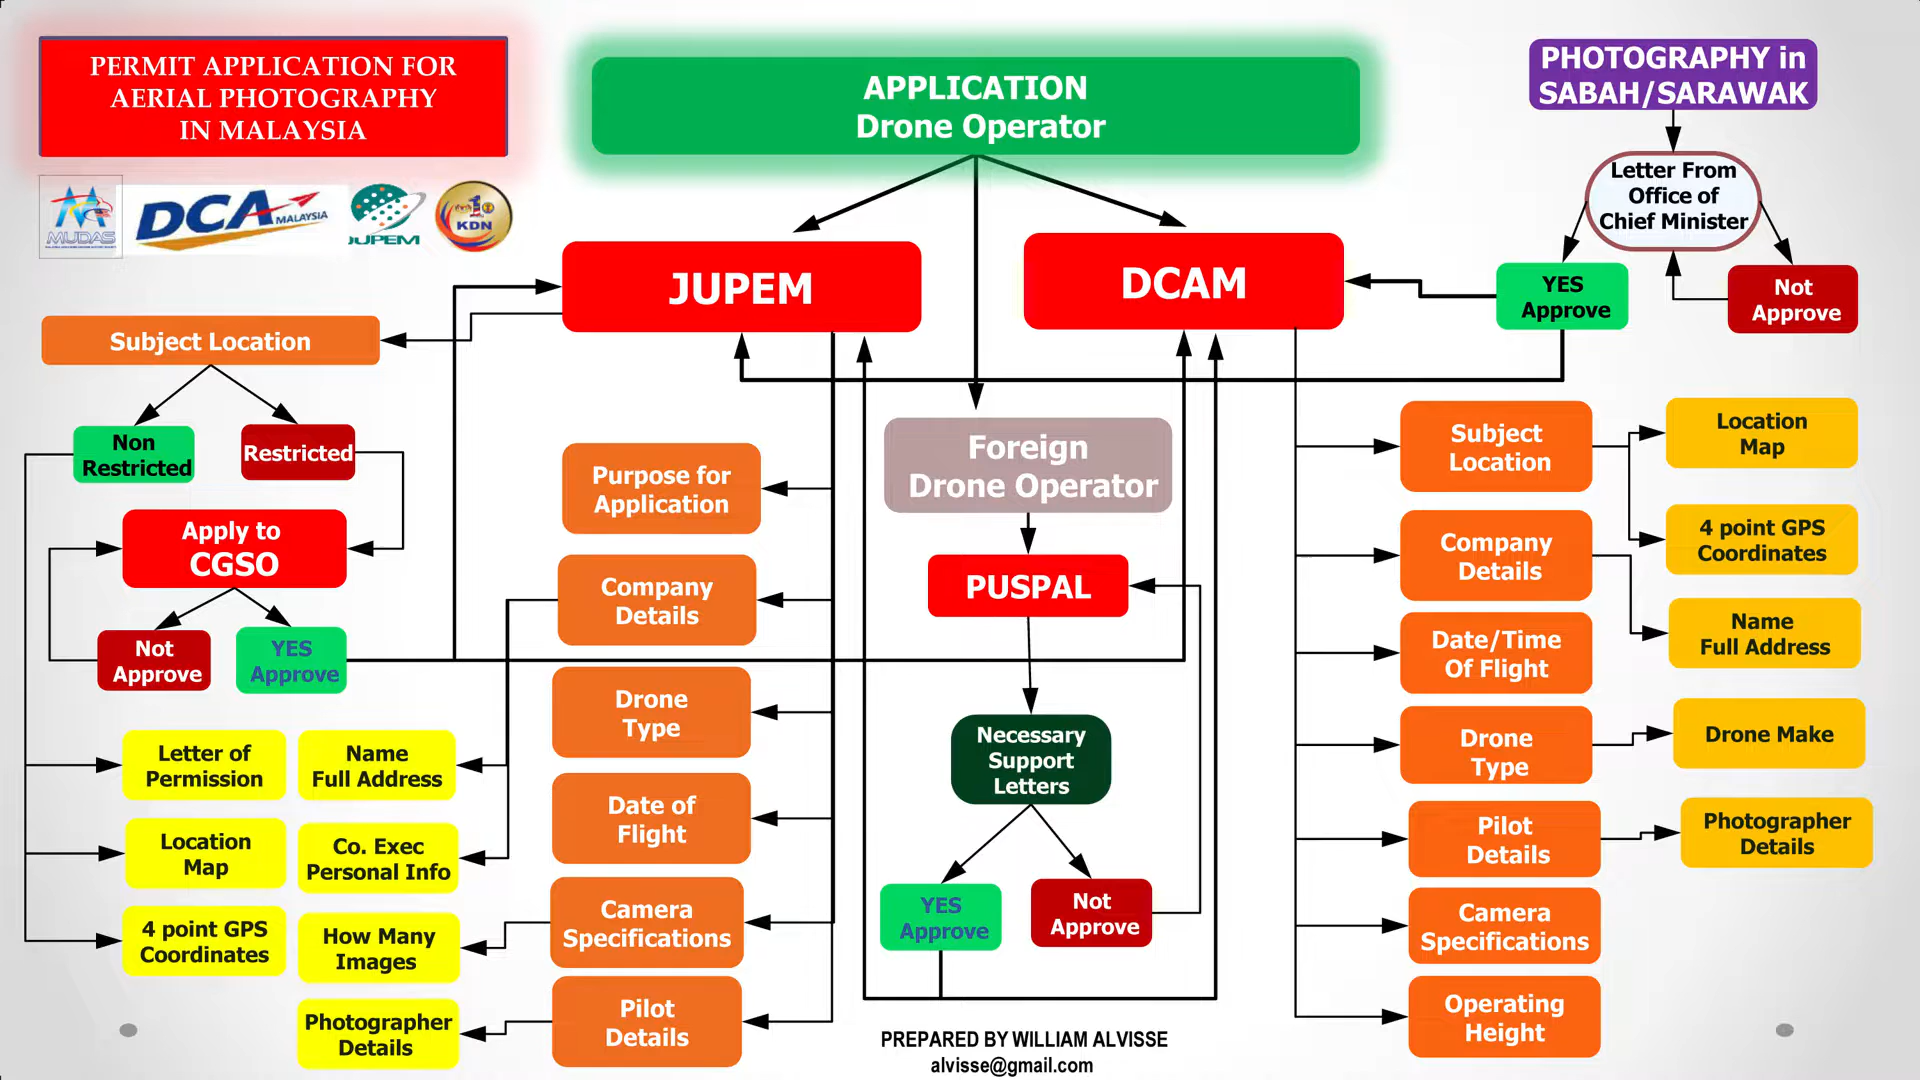 PERMIT APPLICATION FOR
AERIAL PHOTOGRAPHY
IN MALAYSIA
MUDAS
DCA
MALAYSIA
JUPEM
1
KDN
APPLICATION
Drone Operator
PHOTOGRAPHY in
SABAH/SARAWAK
Letter From
Office of
Chief Minister
YES
Approve
Not
Approve
JUPEM
DCAM
Subject Location
Non
Restricted
Restricted
Apply to
CGSO
Not
Approve
YES
Approve
Letter of
Permission
Location
Map
4 point GPS
Coordinates
Name
Full Address
Co. Exec
Personal Info
How Many
Images
Photographer
Details
Purpose for
Application
Company
Details
Drone
Type
Date of
Flight
Camera
Specifications
Pilot
Details
Foreign
Drone Operator
PUSPAL
Necessary
Support
Letters
YES
Approve
Not
Approve
Subject
Location
Company
Details
Date/Time
Of Flight
Drone
Type
Pilot
Details
Camera
Specifications
Operating
Height
Location
Map
4 point GPS
Coordinates
Name
Full Address
Drone Make
Photographer
Details
PREPARED BY WILLIAM ALVISSE
alvisse@gmail.com